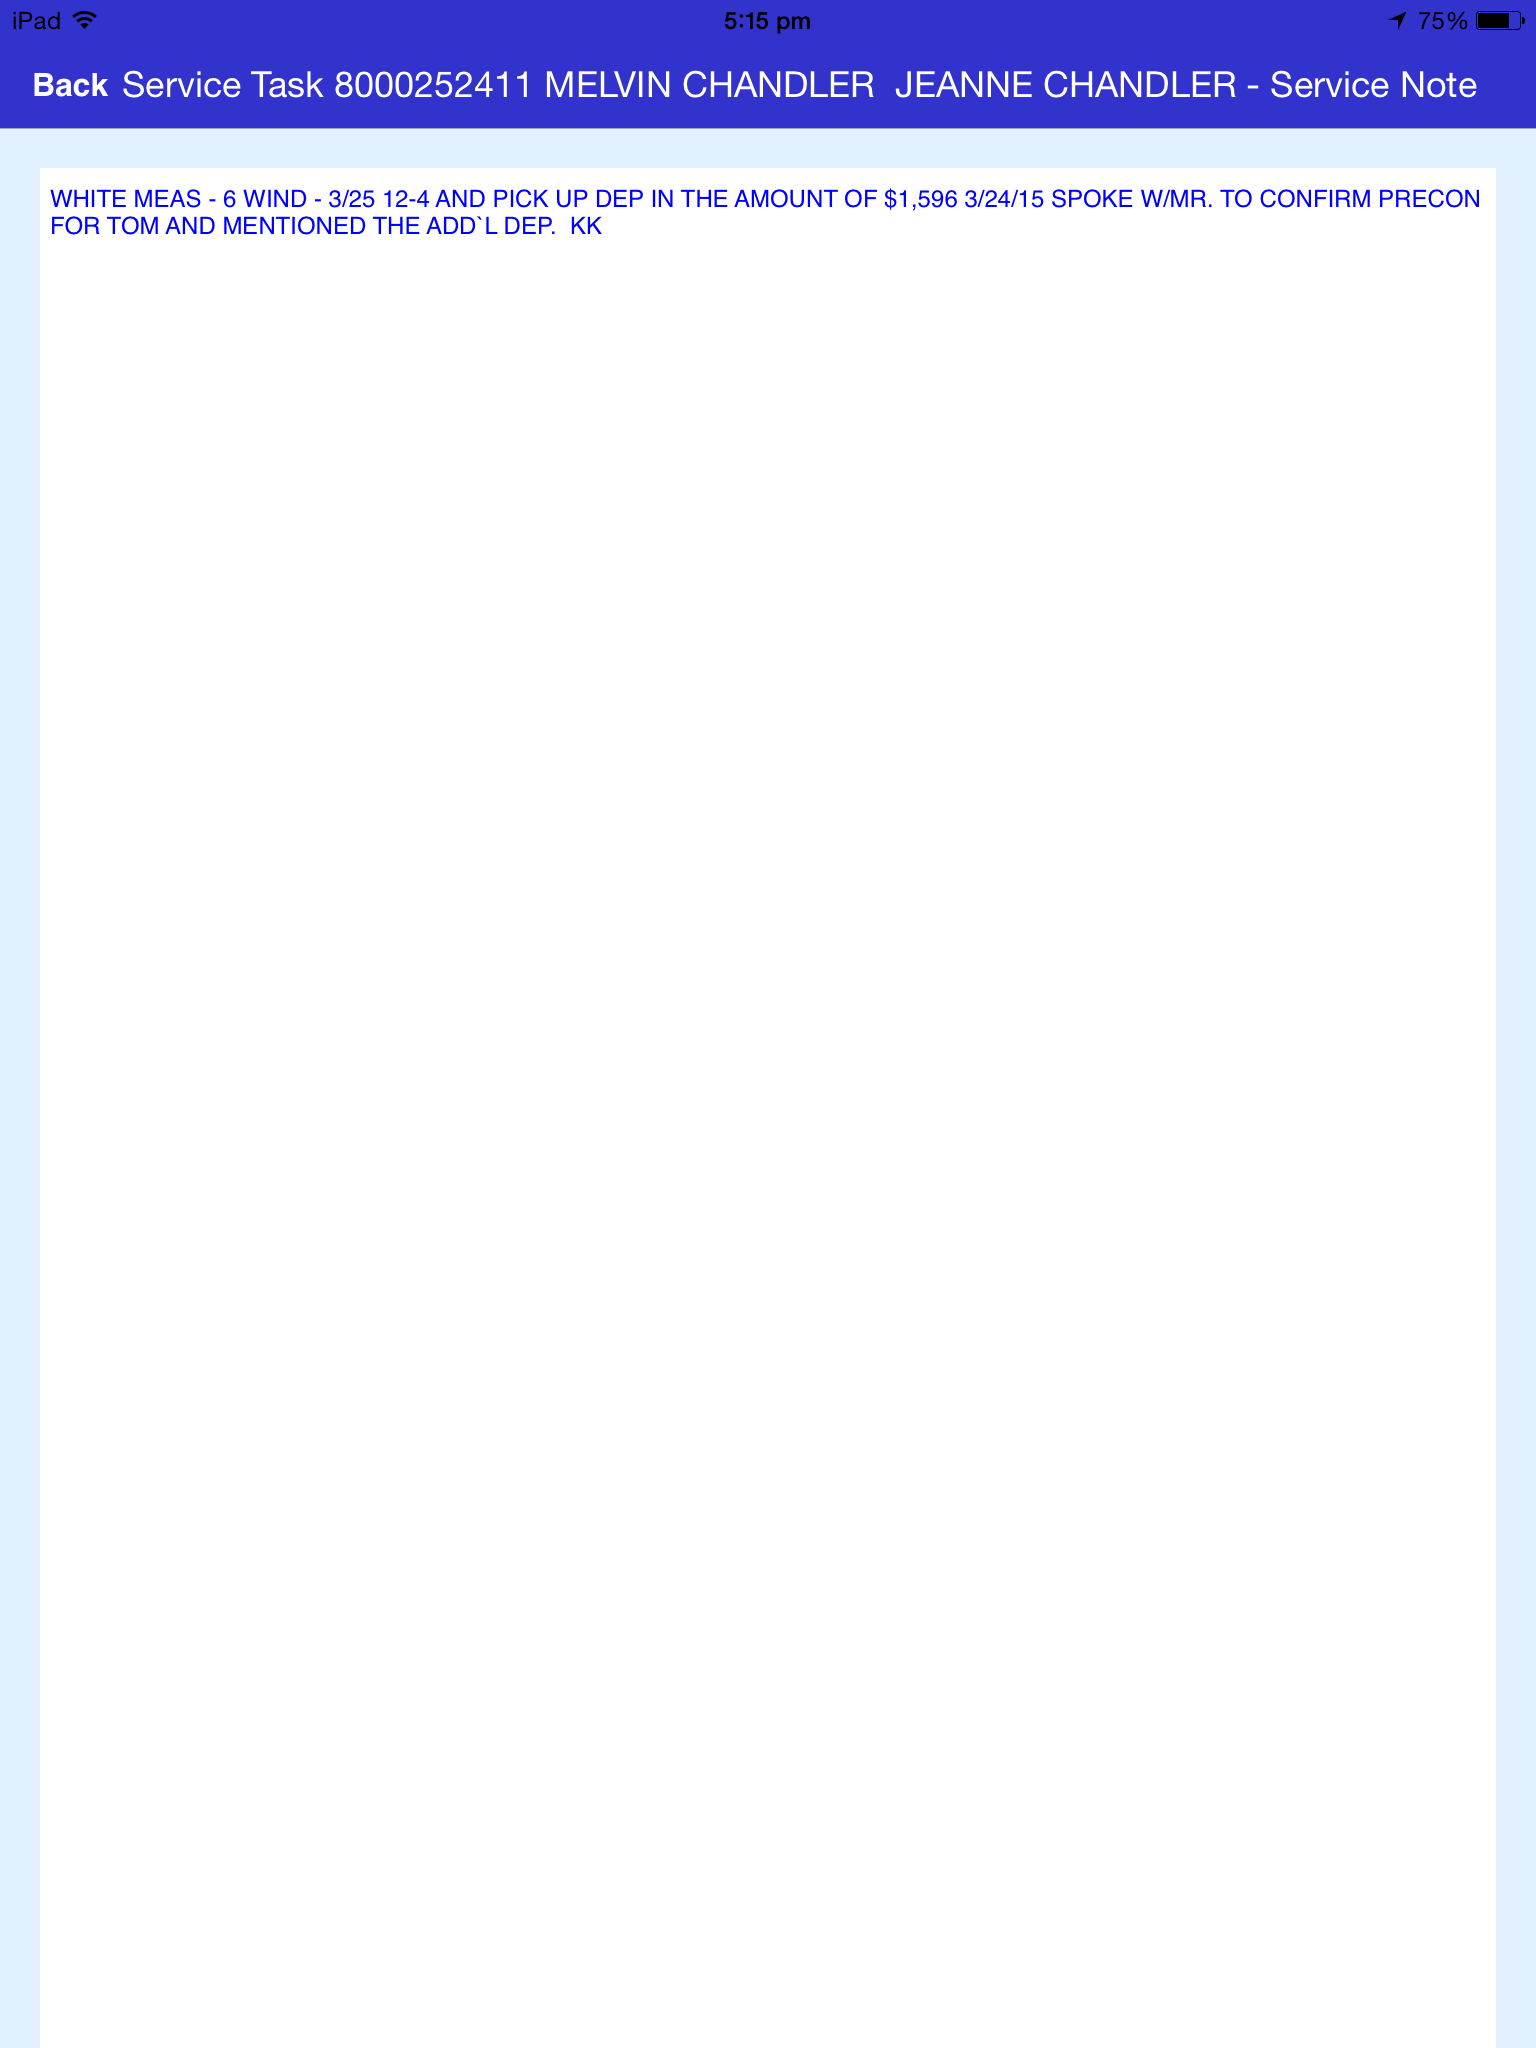 iPad 5:15 pm 75%
Back Service Task 8000252411 MELVIN CHANDLER  JEANNE CHANDLER - Service Note
WHITE MEAS - 6 WIND - 3/25 12-4 AND PICK UP DEP IN THE AMOUNT OF $1,596 3/24/15 SPOKE W/MR. TO CONFIRM PRECON
FOR TOM AND MENTIONED THE ADD`L DEP.  KK